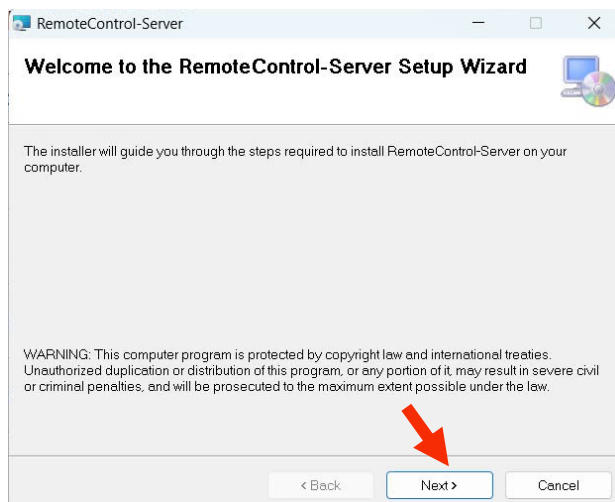 RemoteControl-Server
Welcome to the RemoteControl-Server Setup Wizard
The installer will guide you through the steps required to install RemoteControl-Server on your
computer.
WARNING: This computer program is protected by copyright law and international treaties.
Unauthorized duplication or distribution of this program, or any portion of it, may result in severe civil
or criminal penalties, and will be prosecuted to the maximum extent possible under the law.
< Back Next > Cancel